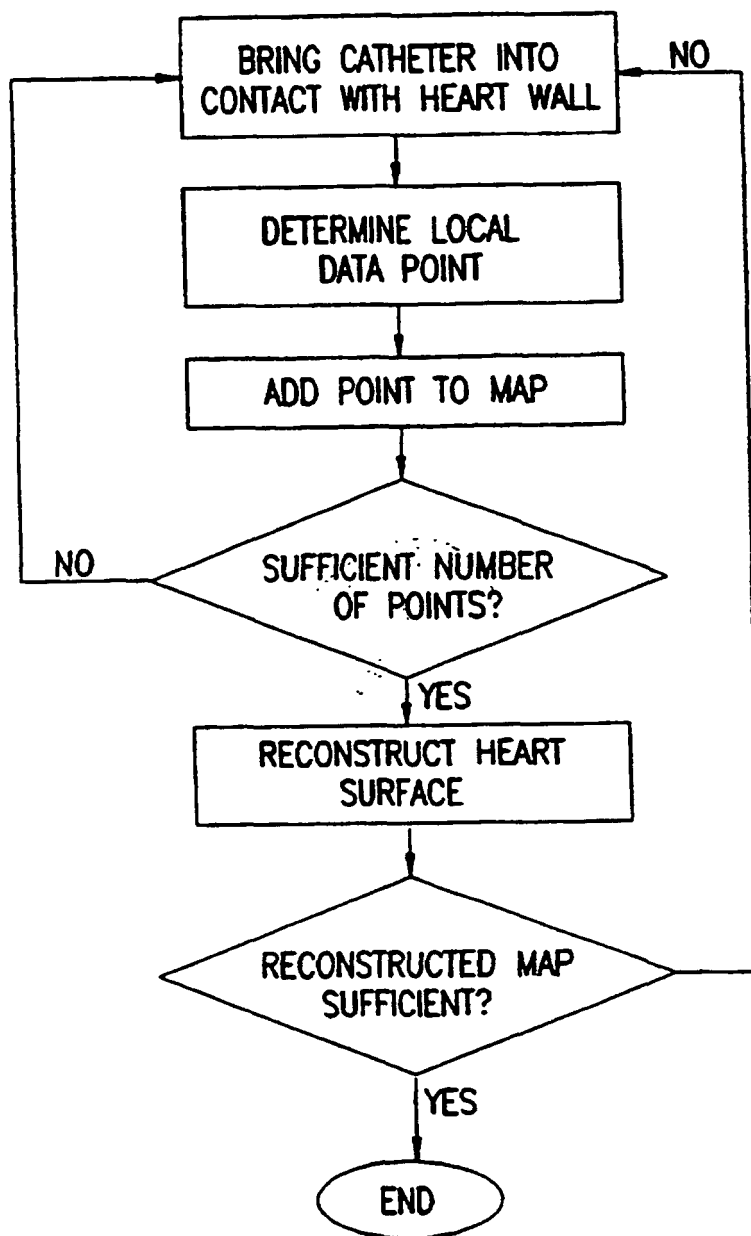 BRING CATHETER INTO
CONTACT WITH HEART WALL
NO
DETERMINE LOCAL
DATA POINT
ADD POINT TO MAP
NO
SUFFICIENT NUMBER
OF POINTS?
YES
RECONSTRUCT HEART
SURFACE
RECONSTRUCTED MAP
SUFFICIENT?
YES
END